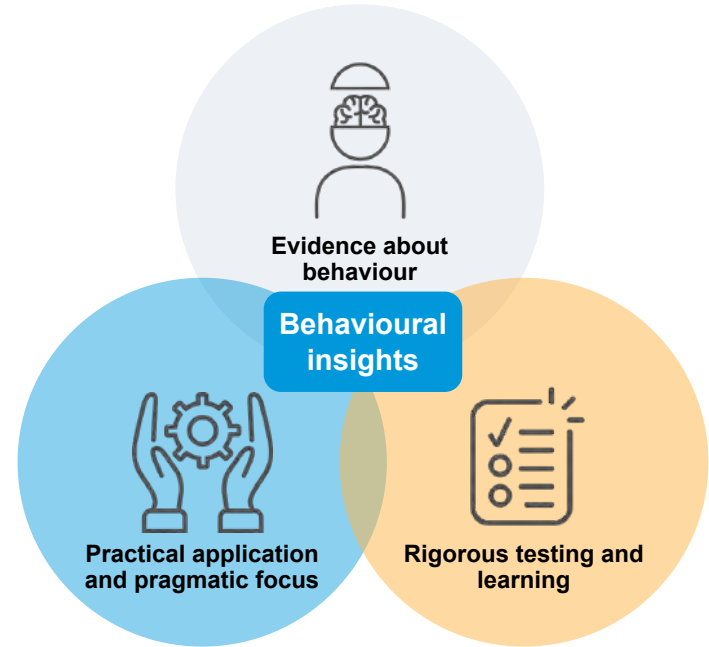 Evidence about
behaviour
Behavioural
insights
Practical application
and pragmatic focus
Rigorous testing and
learning